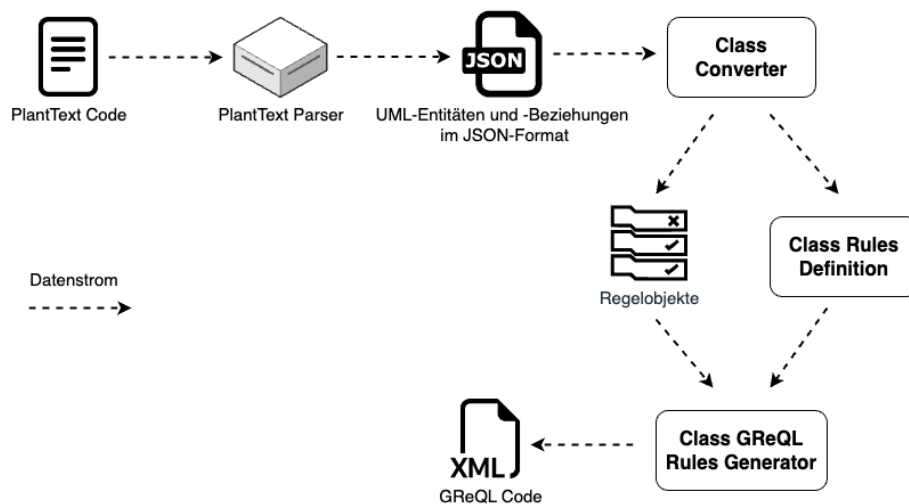 PlantText Code
PlantText Parser
JSON
UML-Entitäten und -Beziehungen
im JSON-Format
Class
Converter
Regelobjekte
Class Rules
Definition
Datenstrom
XML
GReQL Code
Class GReQL
Rules Generator